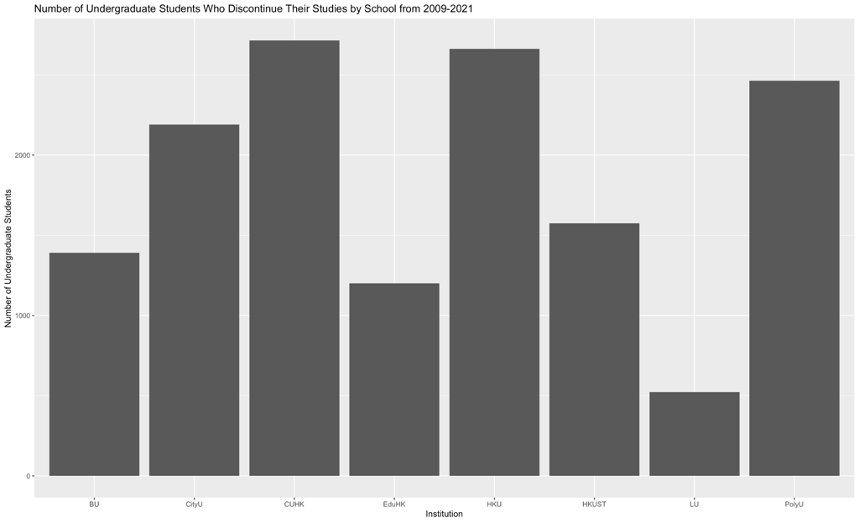 Number of Undergraduate Students Who Discontinue Their Studies by School from 2009-2021
Number of Undergraduate Students
2000
1000
0
BU CityU CUHK EduHK HKU HKUST LU PolyU
Institution